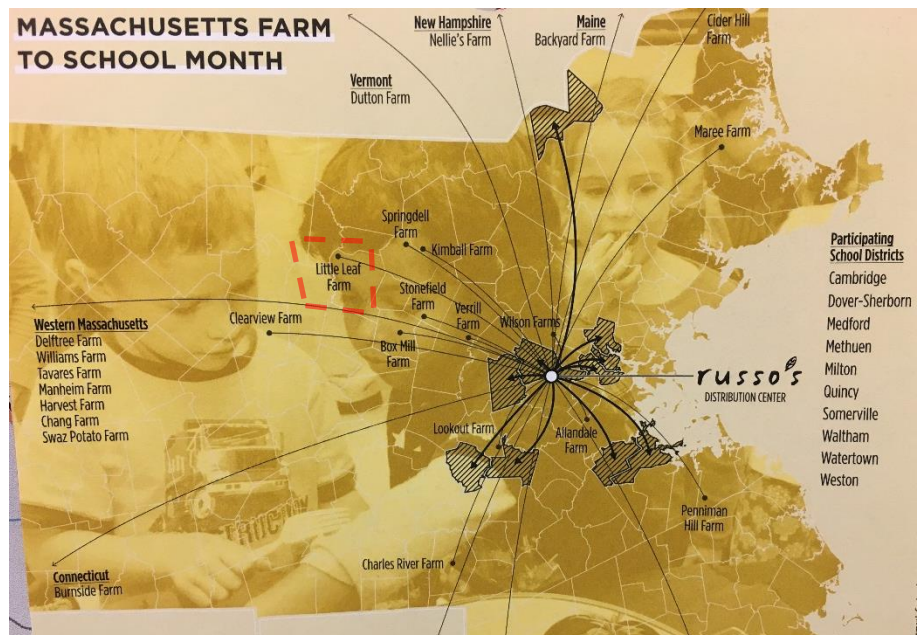 MASSACHUSETTS FARM
TO SCHOOL MONTH
New Hampshire
Nellie's Farm
Maine
Backyard Farm
Cider Hill
Farm
Vermont
Dutton Farm
Maree Farm
Springdell
Farm
Kimball Farm
Little Leaf
Farm
Stonefield
Farm
Verrill
Farm
Wilson Farms
Clearview Farm
Box Mill
Farm
Western Massachusetts
Delftree Farm
Williams Farm
Tavares Farm
Manheim Farm
Harvest Farm
Chang Farm
Swaz Potato Farm
Participating
School Districts
Cambridge
Dover-Sherborn
Medford
Methuen
Milton
Quincy
Somerville
Waltham
Watertown
Weston
russo's
DISTRIBUTION CENTER
Lookout Farm
Allandale
Farm
Penniman
Hill Farm
Charles River Farm
Connecticut
Burnside Farm